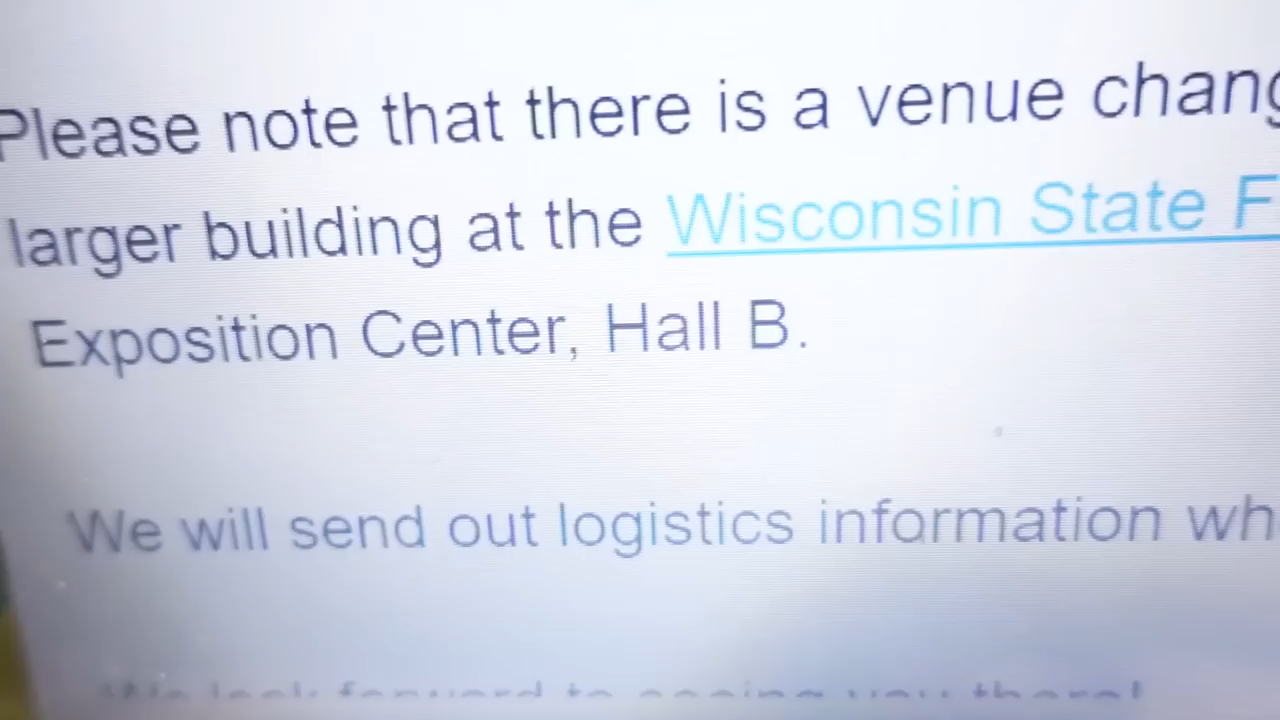 Please note that there is a venue chang
larger building at the Wisconsin State F
Exposition Center, Hall B.
We will send out logistics information wh